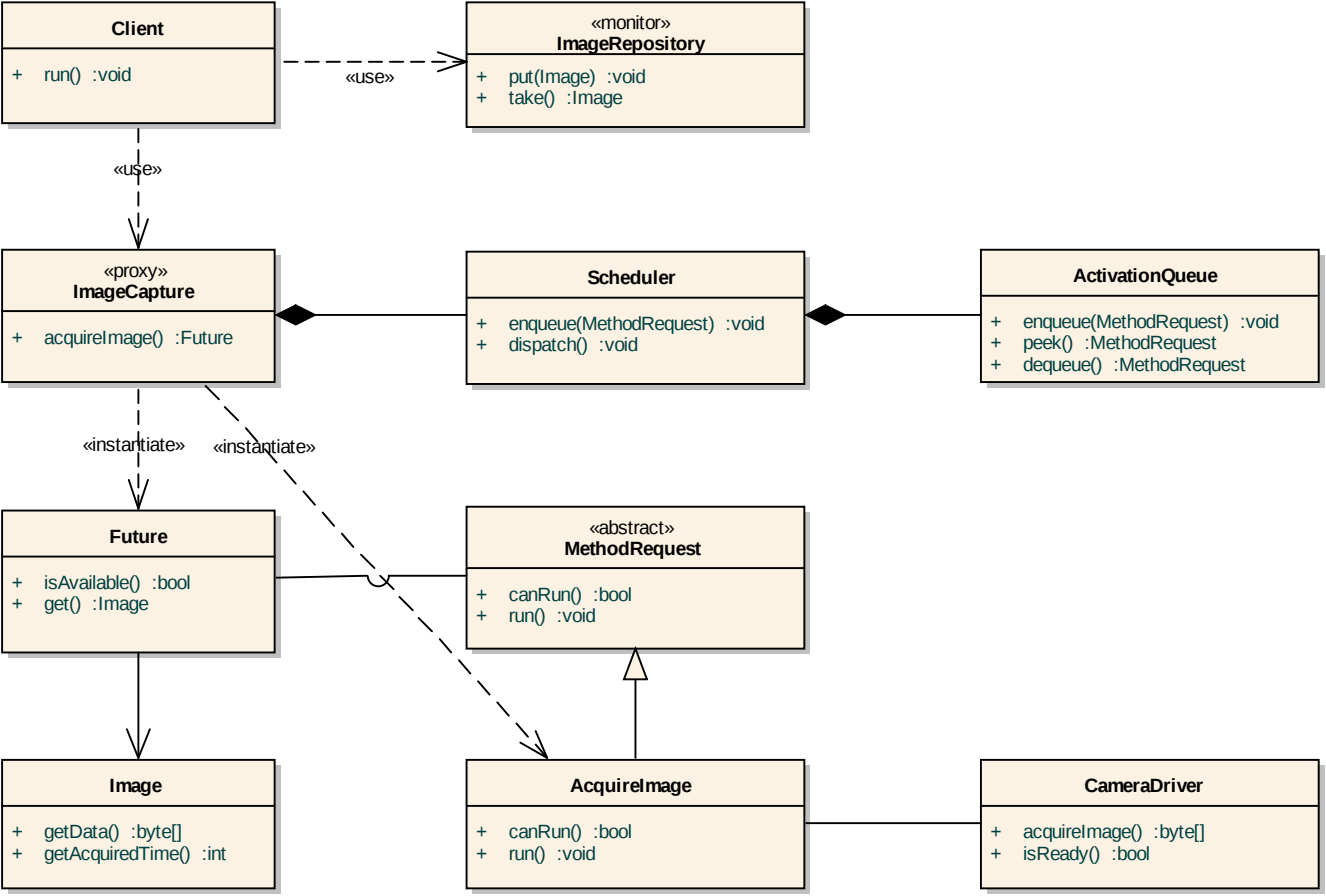 Client
+ run() :void
«use»
«monitor»
ImageRepository
+ put(Image) :void
+ take() :Image
«use»
«proxy»
ImageCapture
+ acquireImage() :Future
Scheduler
+ enqueue(MethodRequest) :void
+ dispatch() :void
ActivationQueue
+ enqueue(MethodRequest) :void
+ peek() :MethodRequest
+ dequeue() :MethodRequest
«instantiate»
«instantiate»
Future
+ isAvailable() :bool
+ get() :Image
«abstract»
MethodRequest
+ canRun() :bool
+ run() :void
Image
+ getData() :byte[]
+ getAcquiredTime() :int
AcquireImage
+ canRun() :bool
+ run() :void
CameraDriver
+ acquireImage() :byte[]
+ isReady() :bool